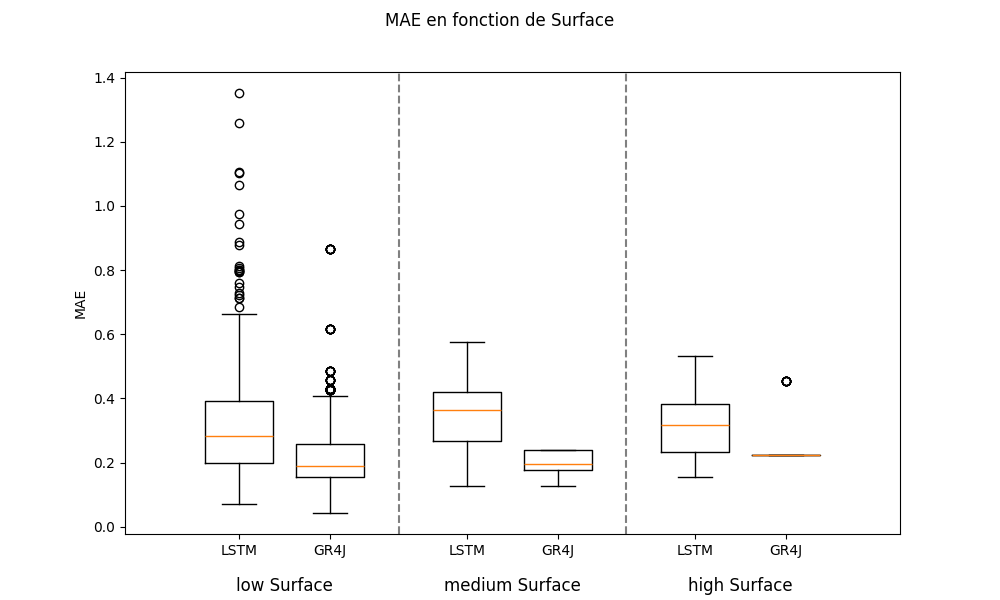 MAE en fonction de Surface
1.4
1.2
1.0
0.8
0.6
0.4
0.2
0.0
MAE
LSTM GR4J LSTM GR4J LSTM GR4J
low Surface medium Surface high Surface